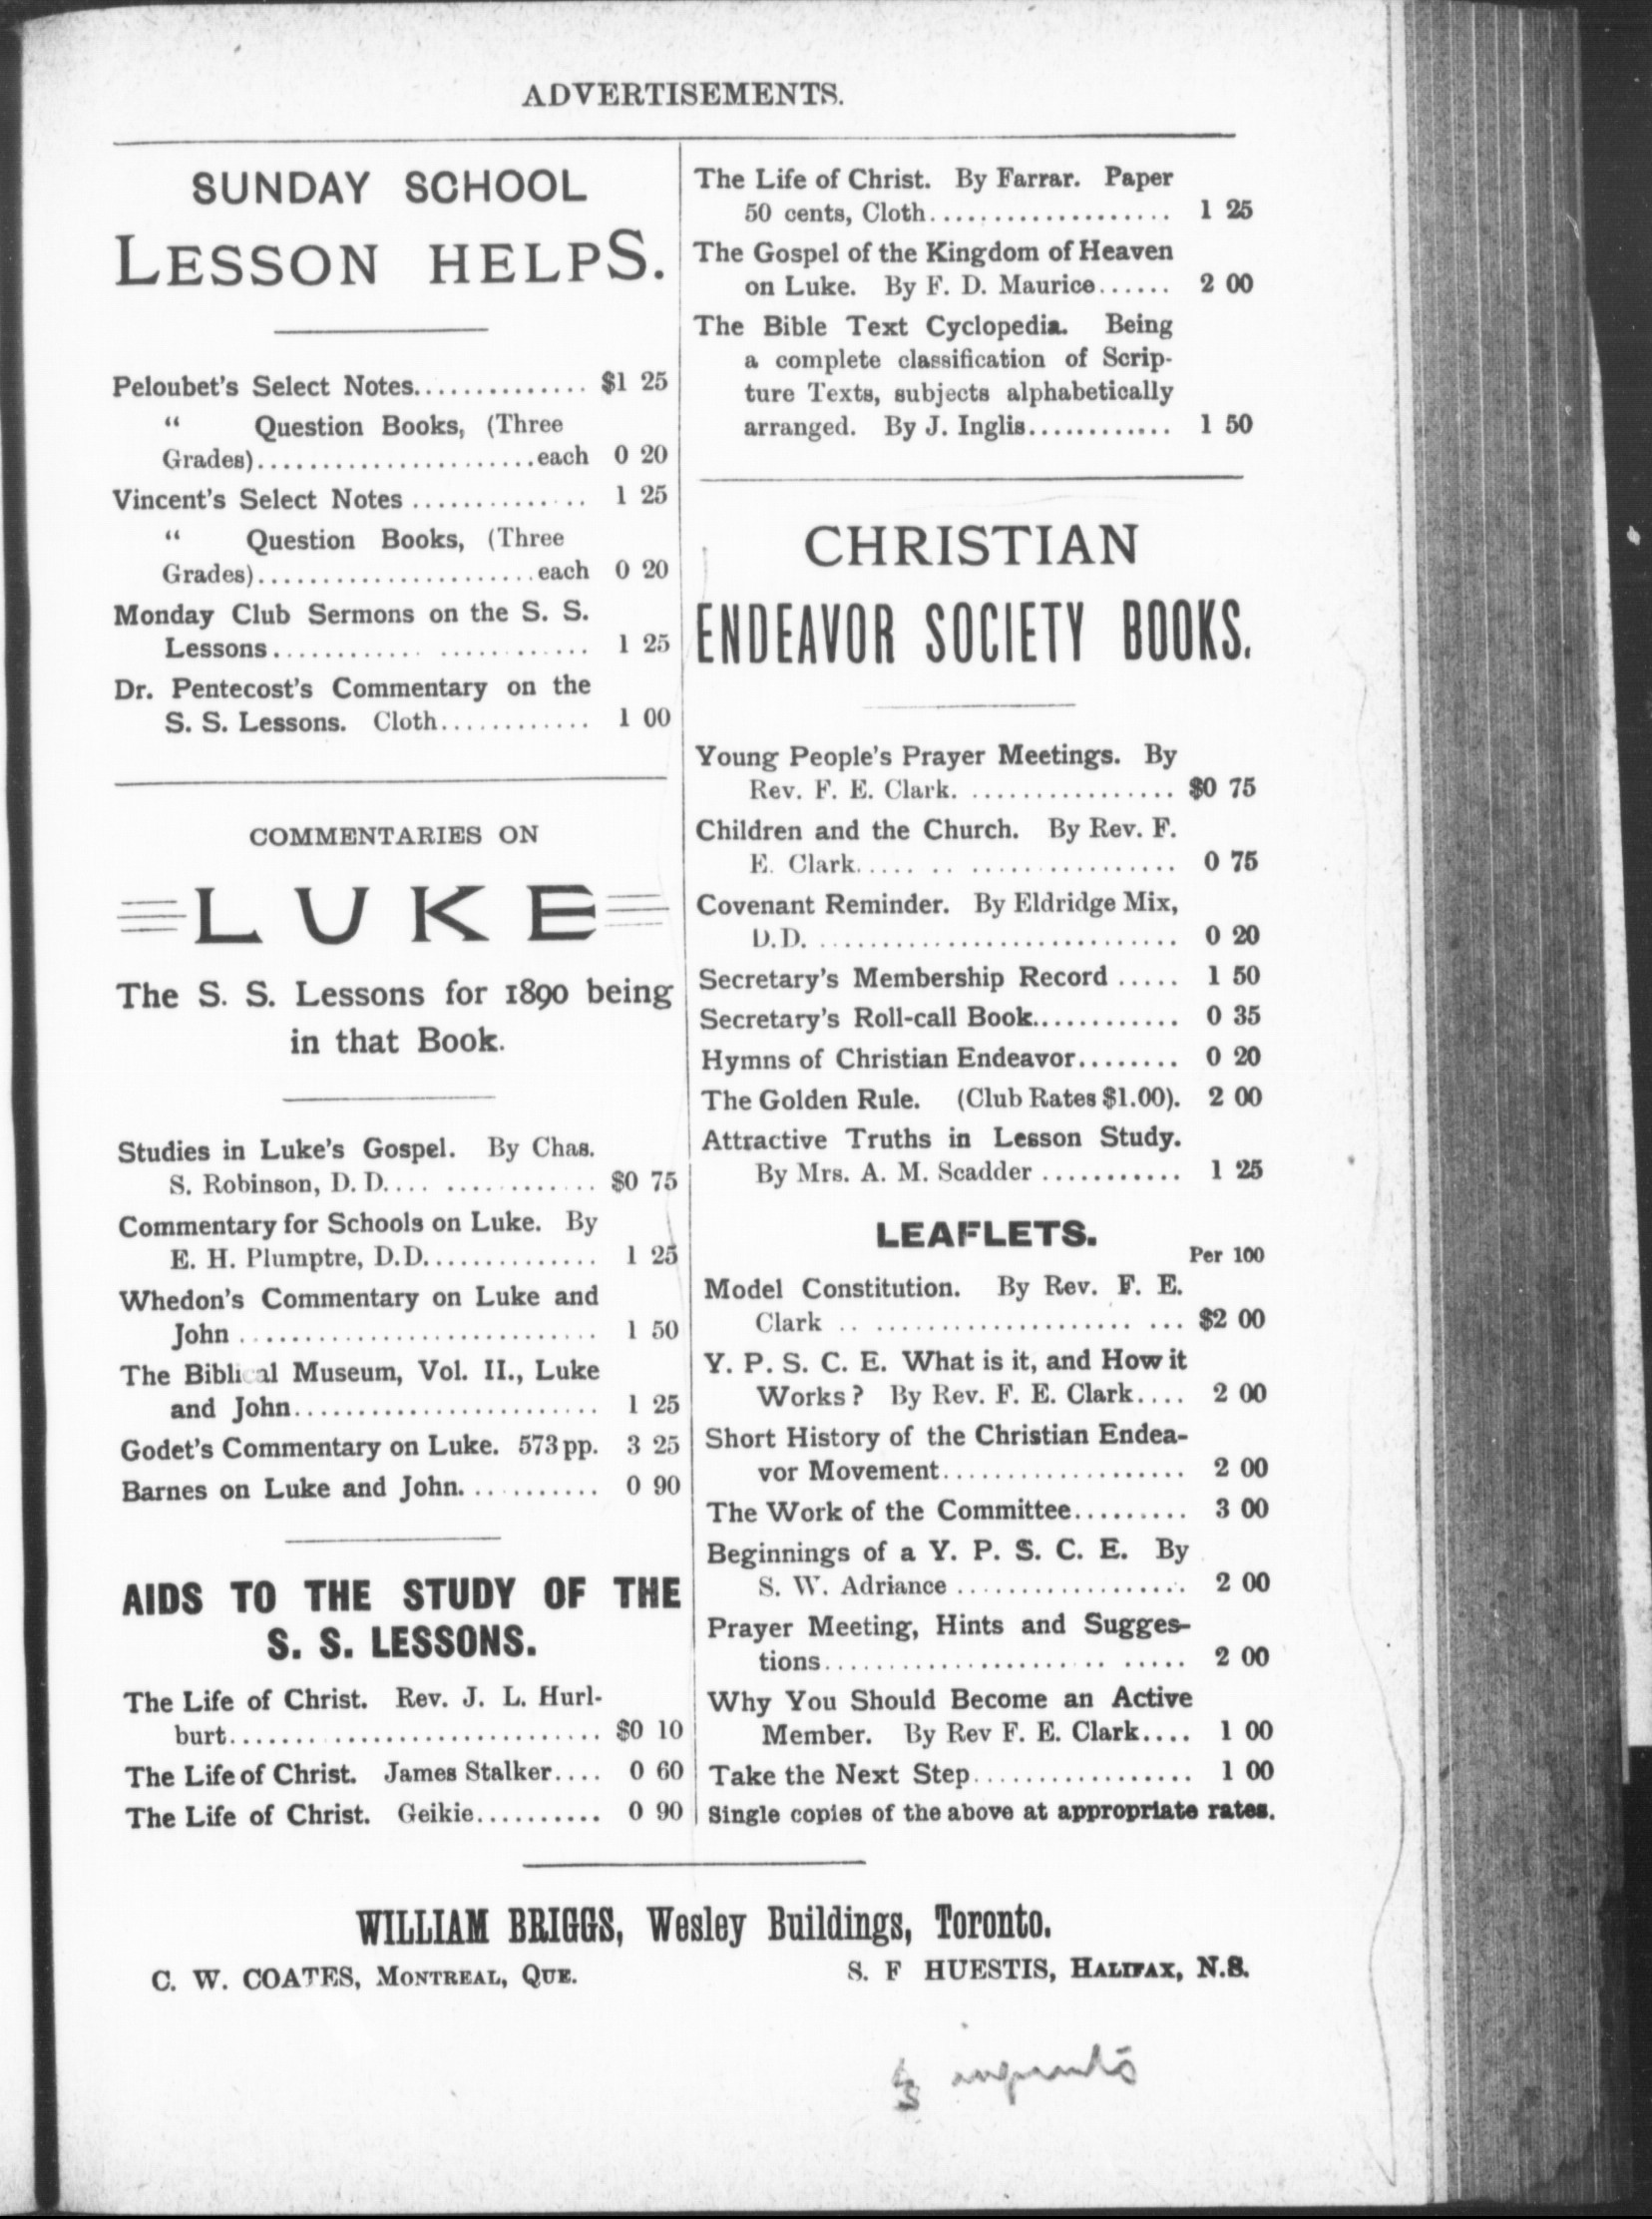 ADVERTISEMENTS.
SUNDAY SCHOOL
LESSON HELPS.
Peloubet's Select Notes.............. $1 25
" Question Books, (Three
Grades)......................each 0 20
Vincent's Select Notes .............. 1 25
" Question Books, (Three
Grades)......................each 0 20
Monday Club Sermons on the S. S.
Lessons........... ............ 1 25
Dr. Pentecost's Commentary on the
S. S. Lessons. Cloth............ 1 00
COMMENTARIES ON
LUKE
The S. S. Lessons for 1890 being
in that Book.
Studies in Luke's Gospel. By Chas.
S. Robinson, D. D.... ............ $0 75
Commentary for Schools on Luke. By
E. H. Plumptre, D.D.............. 1 25
Whedon's Commentary on Luke and
John ............................ 1 50
The Biblical Museum, Vol. II., Luke
and John........................ 1 25
Godet's Commentary on Luke. 573 pp. 3 25
Barnes on Luke and John............ 0 90
AIDS TO THE STUDY OF THE
S. S. LESSONS.
The Life of Christ. Rev. J. L. Hurl-
burt............................. $0 10
The Life of Christ. James Stalker.... 0 60
The Life of Christ. Geikie.......... 0 90
The Life of Christ. By Farrar. Paper
50 cents, Cloth................... 1 25
The Gospel of the Kingdom of Heaven
on Luke. By F. D. Maurice...... 2 00
The Bible Text Cyclopedia. Being
a complete classification of Scrip-
ture Texts, subjects alphabetically
arranged. By J. Inglis............ 1 50
CHRISTIAN
ENDEAVOR SOCIETY BOOKS.
Young People's Prayer Meetings. By
Rev. F. E. Clark. ................ $0 75
Children and the Church. By Rev. F.
E. Clark..... .. ................ 0 75
Covenant Reminder. By Eldridge Mix,
D.D. ............................ 0 20
Secretary's Membership Record ..... 1 50
Secretary's Roll-call Book............ 0 35
Hymns of Christian Endeavor........ 0 20
The Golden Rule. (Club Rates $1.00). 2 00
Attractive Truths in Lesson Study.
By Mrs. A. M. Scadder ........... 1 25
LEAFLETS.
Per 100
Model Constitution. By Rev. F. E.
Clark .. .................... ... $2 00
Y. P. S. C. E. What is it, and How it
Works? By Rev. F. E. Clark.... 2 00
Short History of the Christian Endea-
vor Movement................... 2 00
The Work of the Committee......... 3 00
Beginnings of a Y. P. S. C. E. By
S. W. Adriance .................. 2 00
Prayer Meeting, Hints and Sugges-
tions...................... ..... 2 00
Why You Should Become an Active
Member. By Rev F. E. Clark.... 1 00
Take the Next Step................. 1 00
Single copies of the above at appropriate rates.
WILLIAM BRIGGS, Wesley Buildings, Toronto.
C. W. COATES, MONTREAL, QUE. S. F HUESTIS, HALIFAX, N.S.